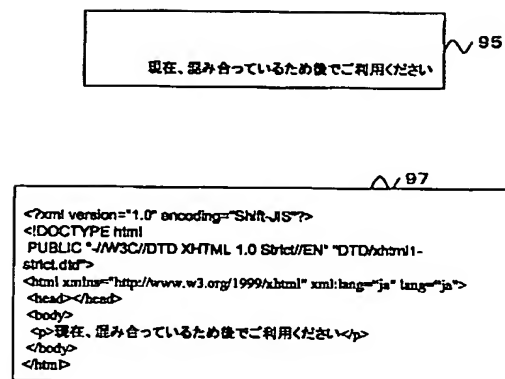 現在、混み合っているため後でご利用ください
95
97
<?xml version="1.0" encoding="Shift-JIS"?>
<!DOCTYPE html
PUBLIC "-//W3C//DTD XHTML 1.0 Strict//EN" "DTD/xhtml1-
strict.dtd">
<html xmlns="http://www.w3.org/1999/xhtml" xml:lang="ja" lang="ja">
<head></head>
<body>
<p>現在、混み合っているため後でご利用ください</p>
</body>
</html>